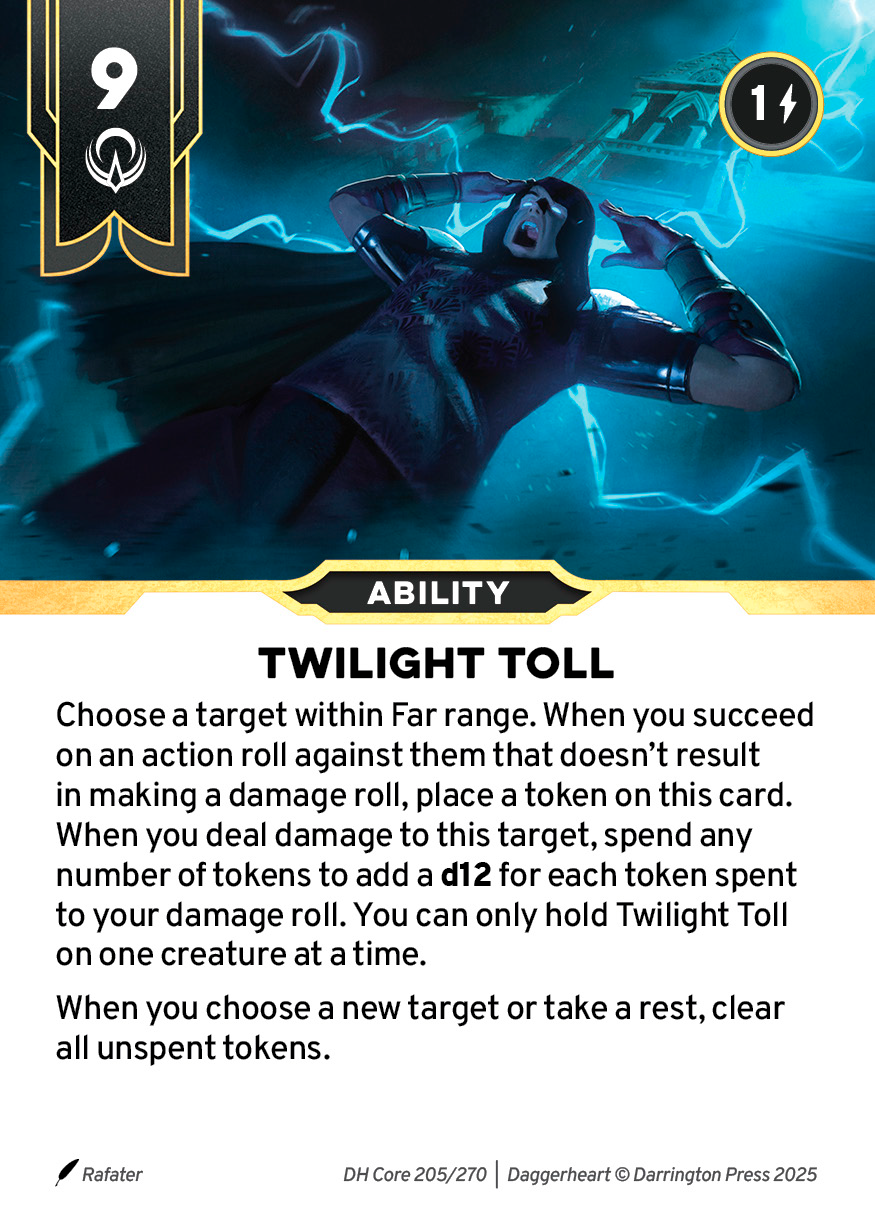 9
1
ABILITY
TWILIGHT TOLL
Choose a target within Far range. When you succeed
on an action roll against them that doesn’t result
in making a damage roll, place a token on this card.
When you deal damage to this target, spend any
number of tokens to add a d12 for each token spent
to your damage roll. You can only hold Twilight Toll
on one creature at a time.
When you choose a new target or take a rest, clear
all unspent tokens.
Rafater
DH Core 205/270 | Daggerheart © Darrington Press 2025